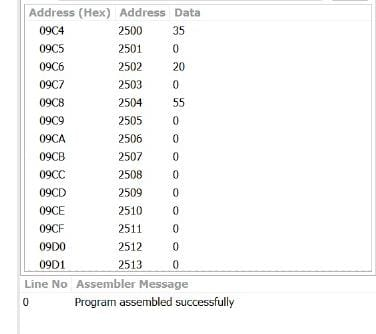 Address (Hex) Address Data
09C4 2500 35
09C5 2501 0
09C6 2502 20
09C7 2503 0
09C8 2504 55
09C9 2505 0
09CA 2506 0
09CB 2507 0
09CC 2508 0
09CD 2509 0
09CE 2510 0
09CF 2511 0
09D0 2512 0
09D1 2513 0
Line No Assembler Message
0 Program assembled successfully